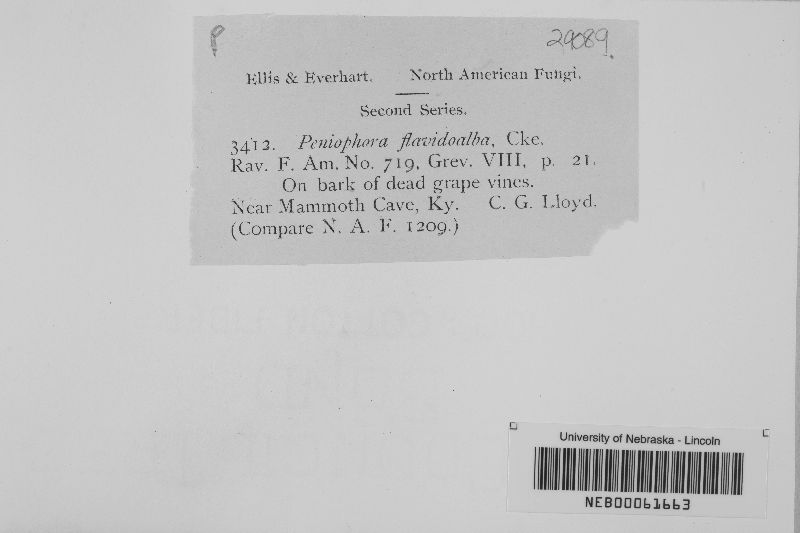 P
29089.
Ellis & Everhart. North American Fungi.
Second Series.
3412. Peniophora flavidoalba, Cke.
Rav. F. Am. No. 719, Grev. VIII, p. 21.
On bark of dead grape vines.
Near Mammoth Cave, Ky. C. G. Lloyd.
(Compare N. A. F. 1209.)
University of Nebraska - Lincoln
NEB00061663